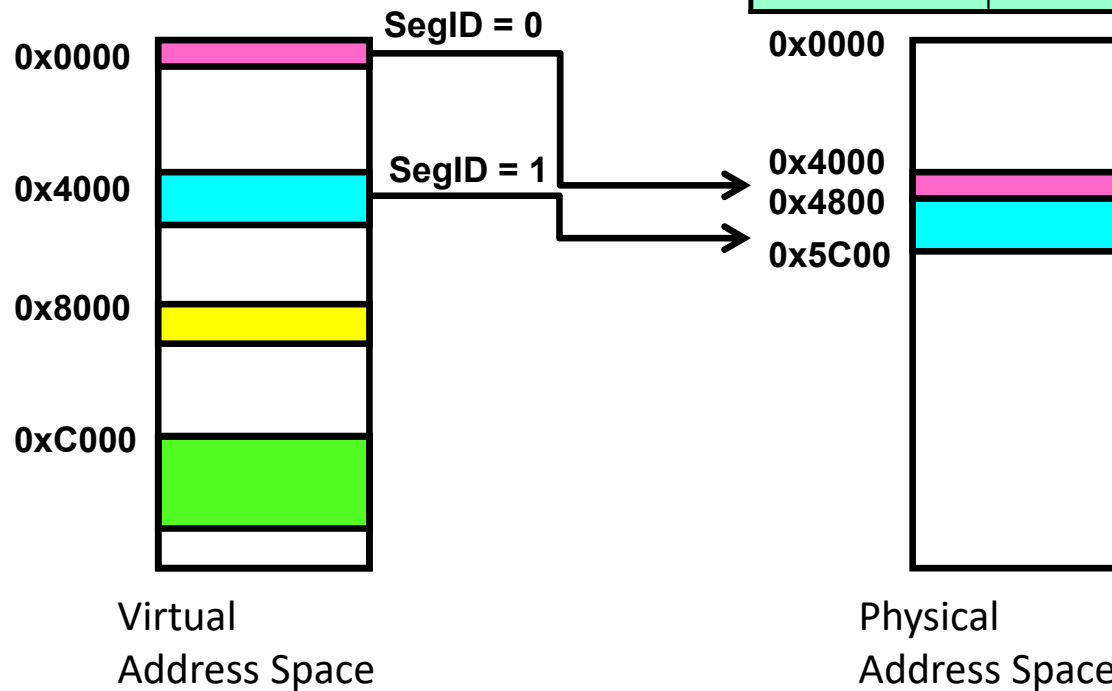 SegID = 0
0x0000
0x0000
SegID = 1
0x4000
0x4000
0x4800
0x5C00
0x8000
0xC000
Virtual
Address Space
Physical
Address Space